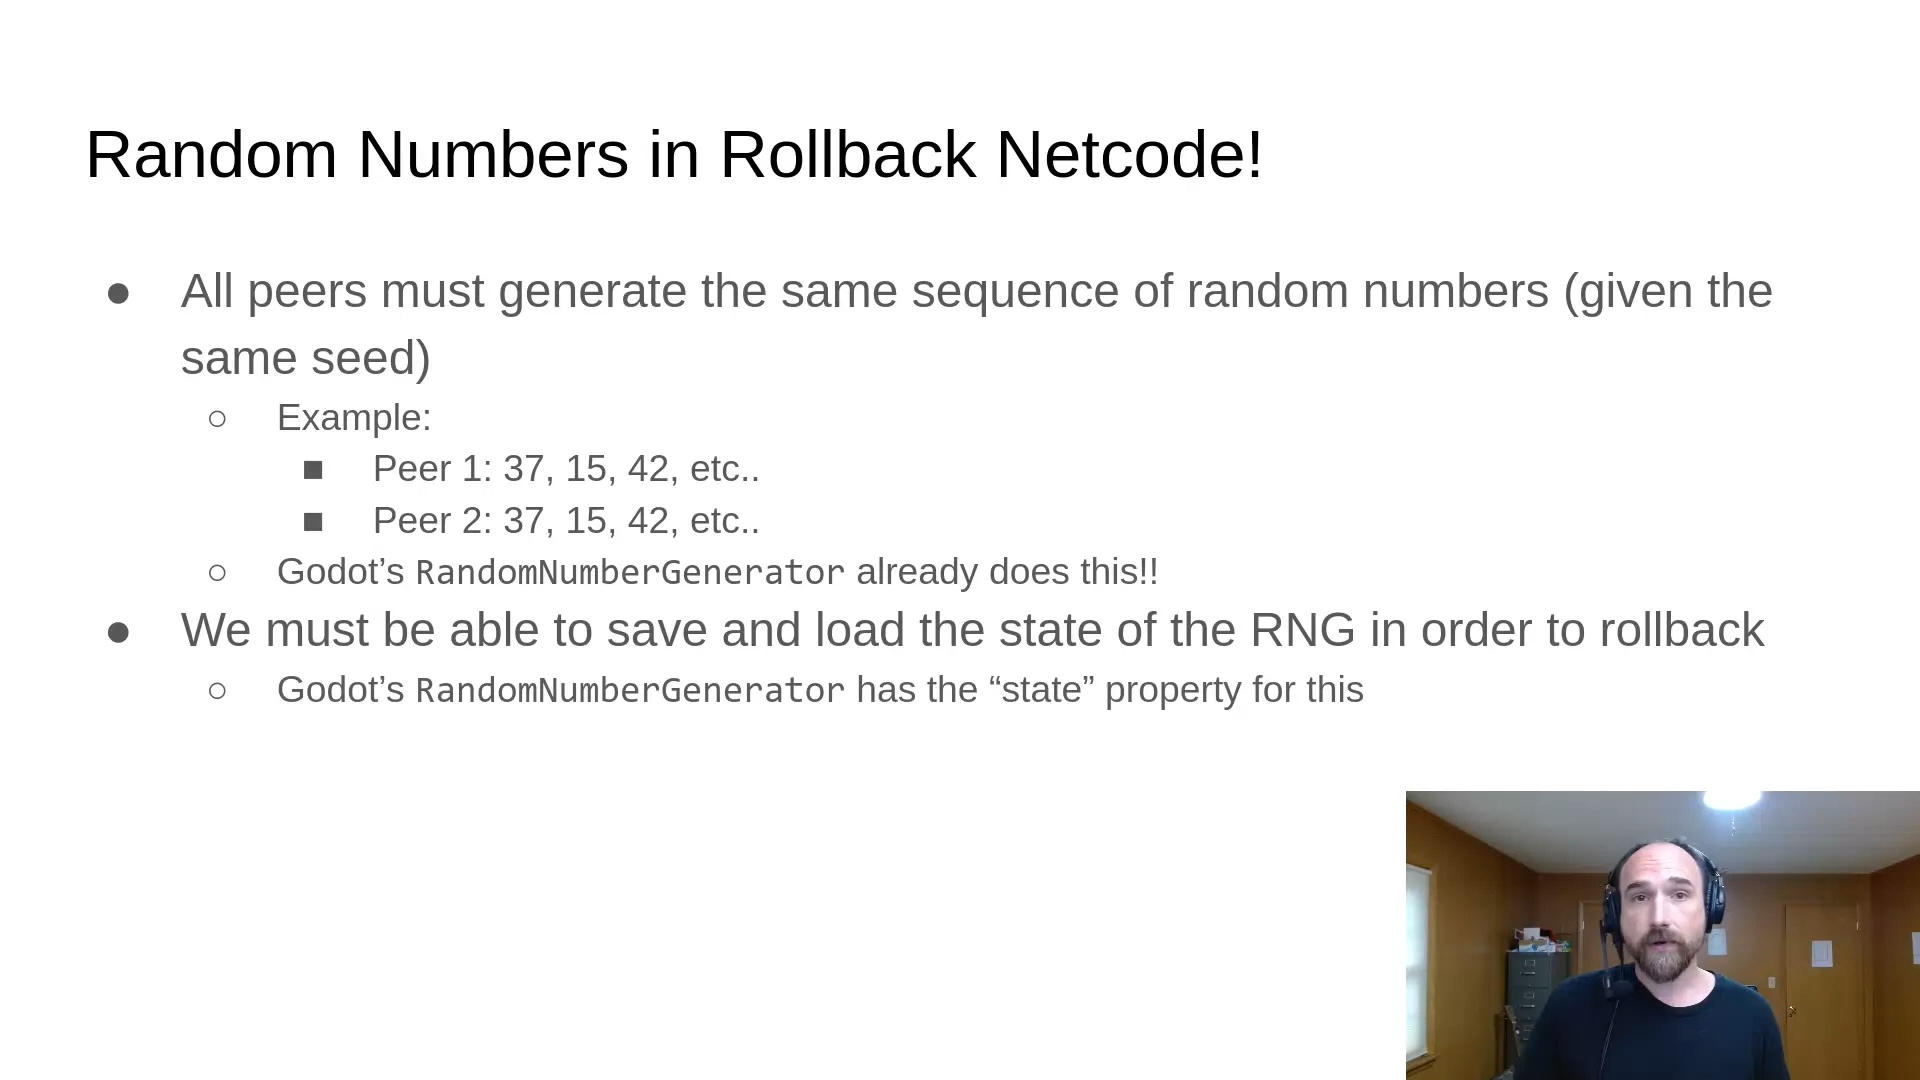 Random Numbers in Rollback Netcode!
● All peers must generate the same sequence of random numbers (given the
same seed)
○ Example:
■ Peer 1: 37, 15, 42, etc..
■ Peer 2: 37, 15, 42, etc..
○ Godot’s RandomNumberGenerator already does this!!
● We must be able to save and load the state of the RNG in order to rollback
○ Godot’s RandomNumberGenerator has the “state” property for this